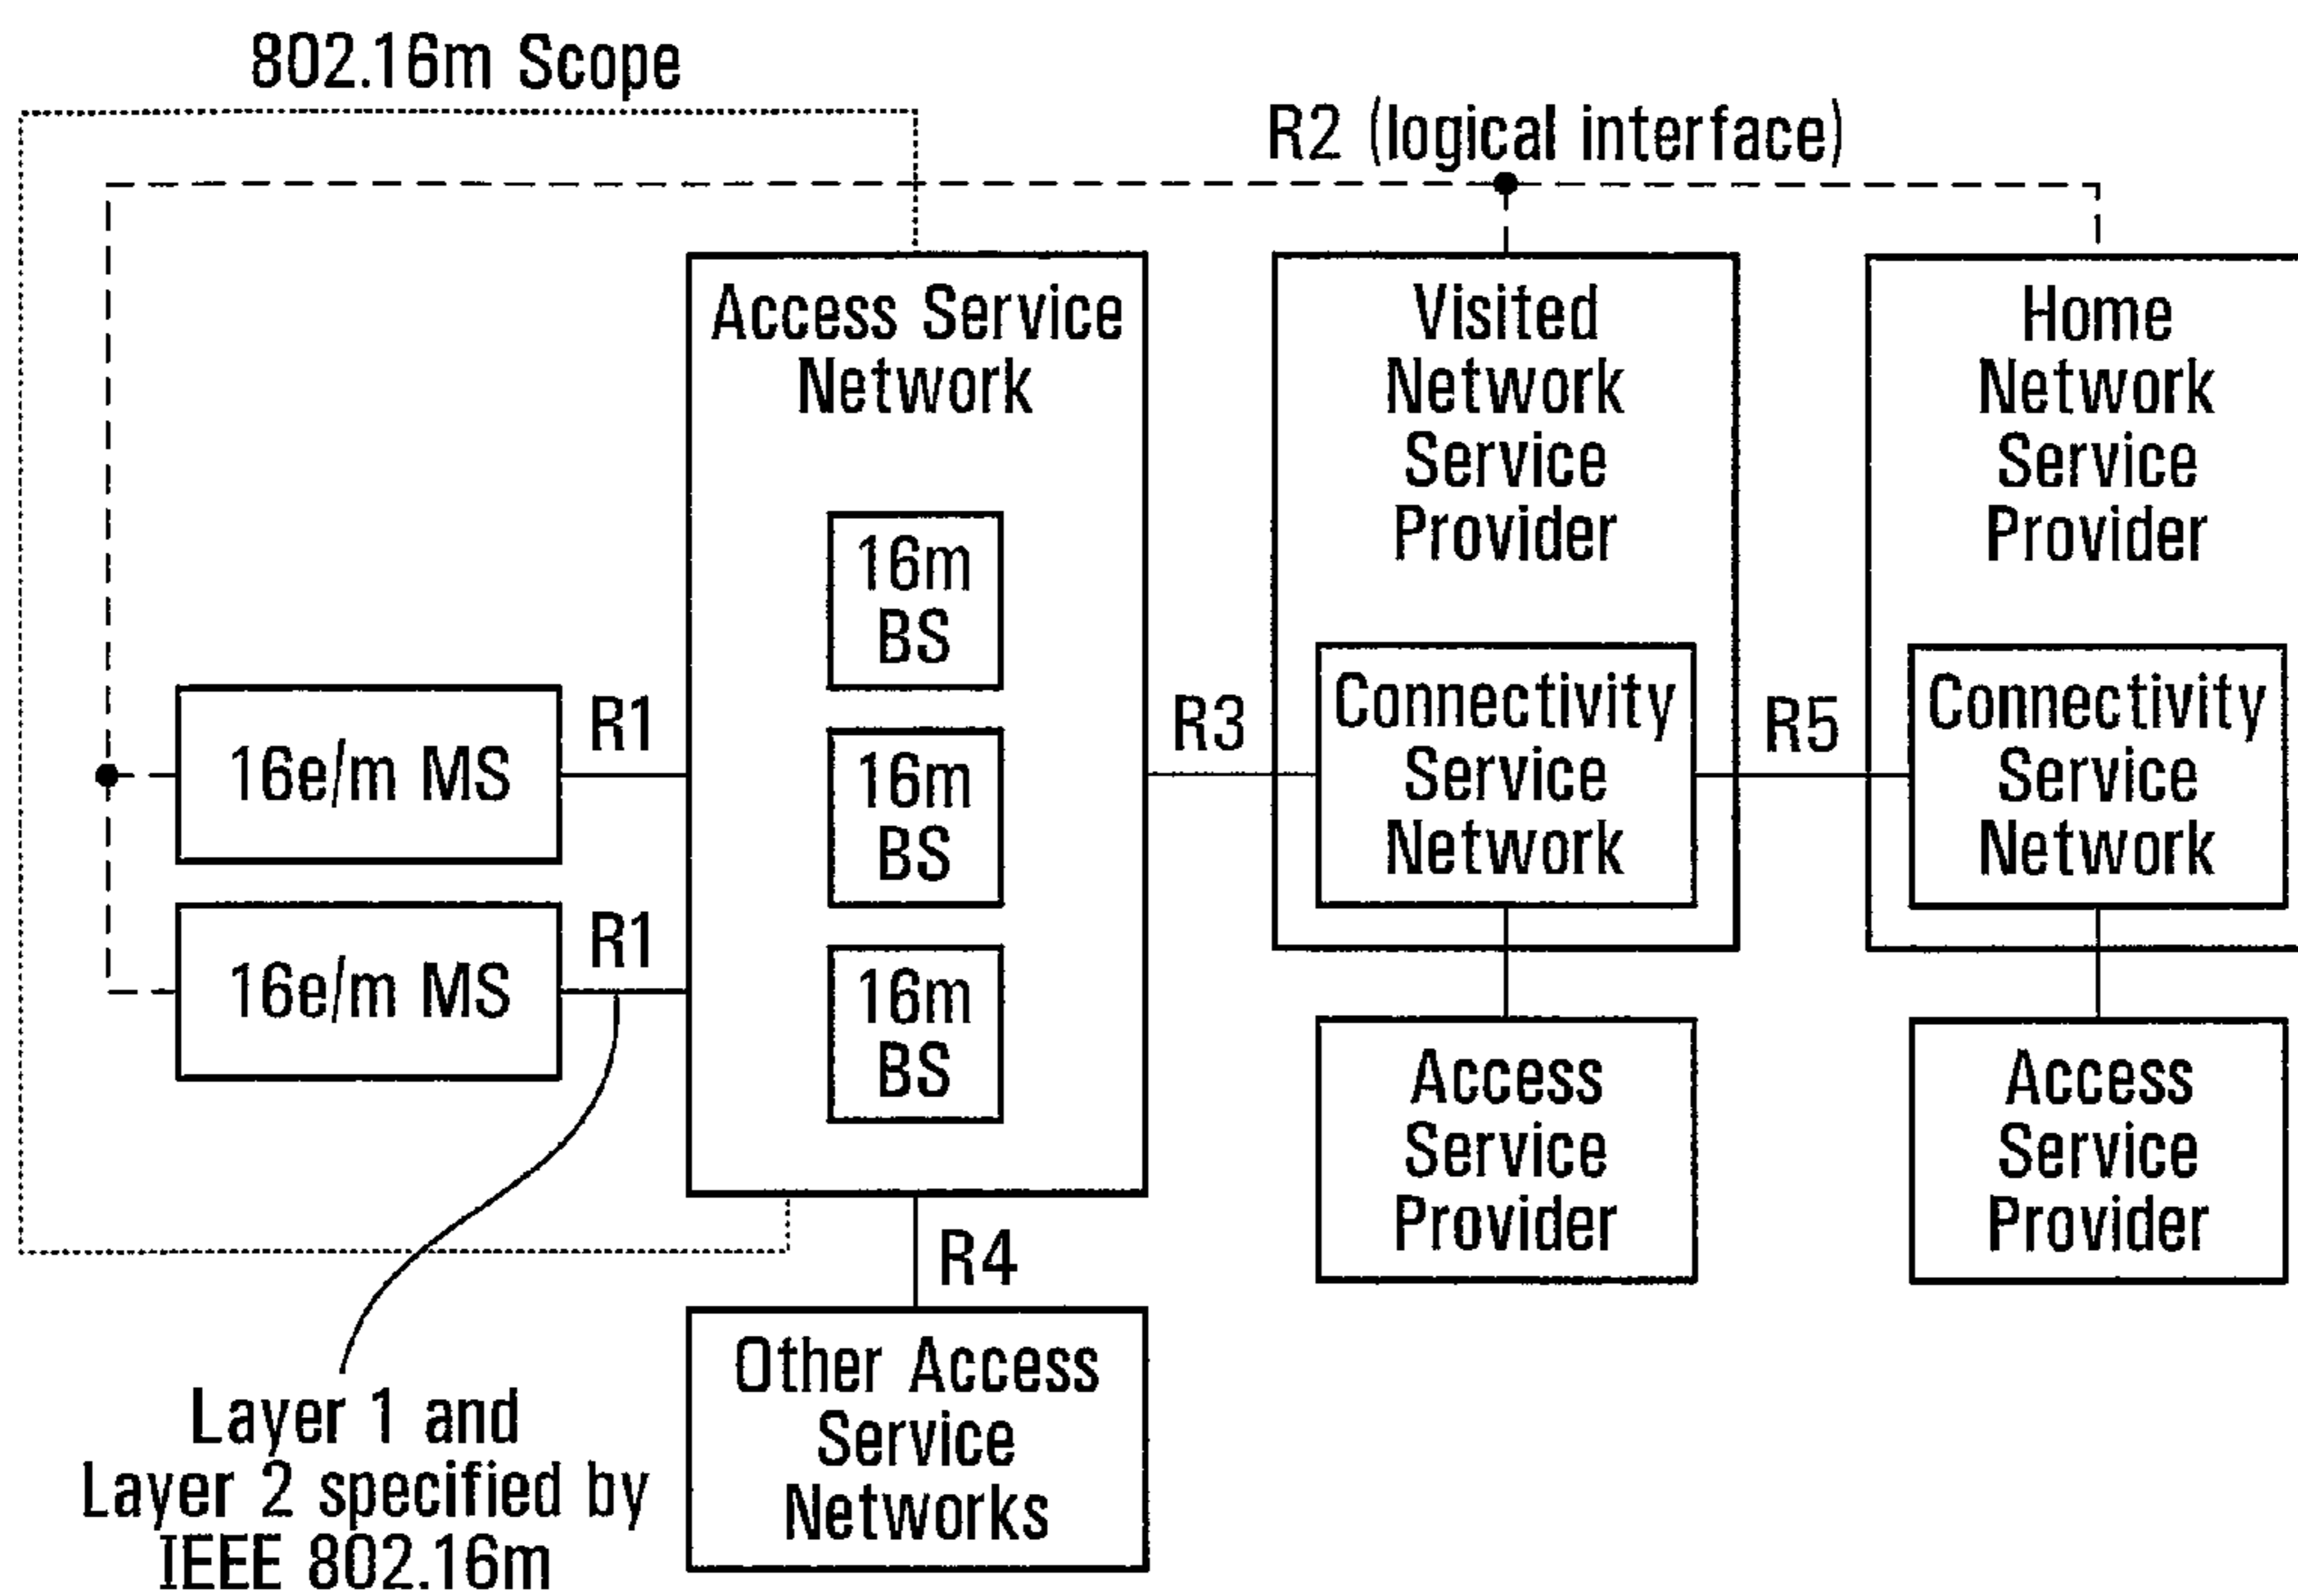 802.16m Scope
R2 (logical interface)
Access Service
Network
16m
BS
16m
BS
16m
BS
Visited
Network
Service
Provider
Connectivity
Service
Network
Home
Network
Service
Provider
Connectivity
Service
Network
16e/m MS
R1
16e/m MS
R1
R3
R5
R4
Access
Service
Provider
Access
Service
Provider
Other Access
Service
Networks
Layer 1 and
Layer 2 specified by
IEEE 802.16m